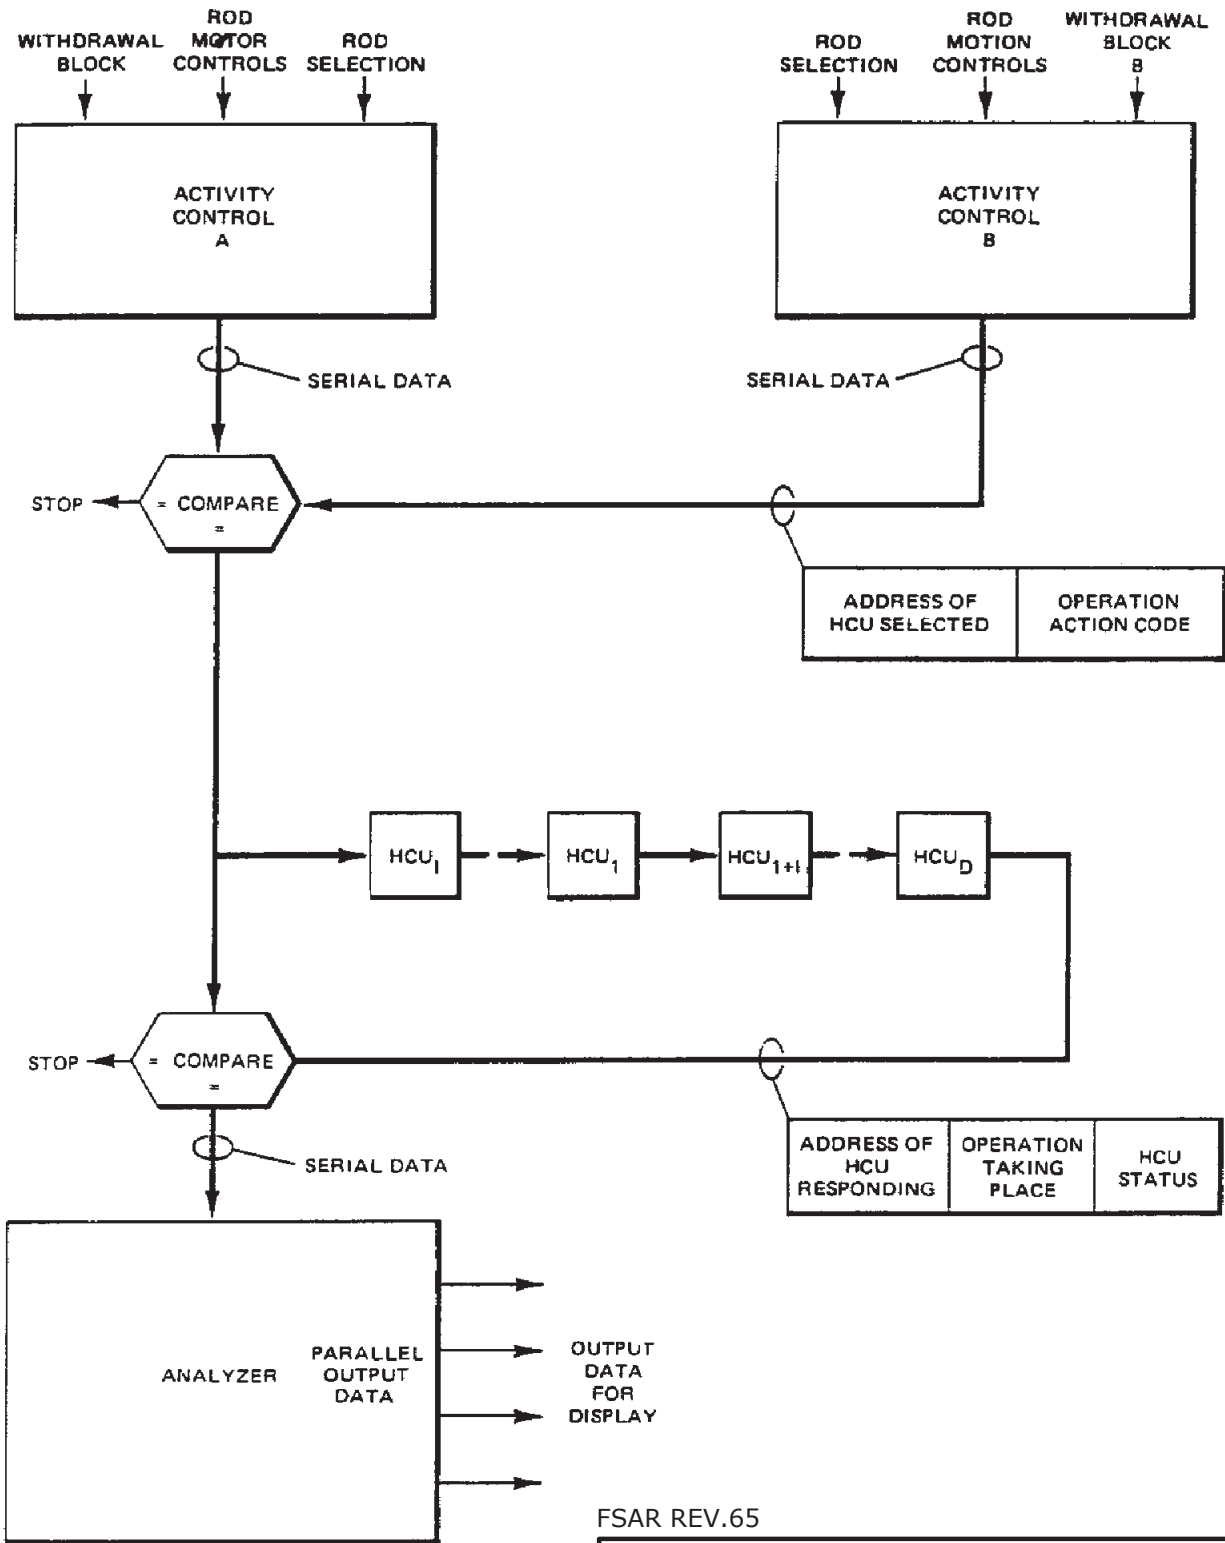 WITHDRAWAL
BLOCK
ROD
MOTOR
CONTROLS
ROD
SELECTION
ROD
SELECTION
ROD
MOTION
CONTROLS
WITHDRAWAL
BLOCK
B
ACTIVITY
CONTROL
A
ACTIVITY
CONTROL
B
SERIAL DATA
SERIAL DATA
STOP
= COMPARE
=
ADDRESS OF
HCU SELECTED
OPERATION
ACTION CODE
HCU I
HCU 1
HCU 1+I
HCU D
STOP
= COMPARE
=
SERIAL DATA
ADDRESS OF
HCU
RESPONDING
OPERATION
TAKING
PLACE
HCU
STATUS
ANALYZER
PARALLEL
OUTPUT
DATA
OUTPUT
DATA
FOR
DISPLAY
FSAR REV.65